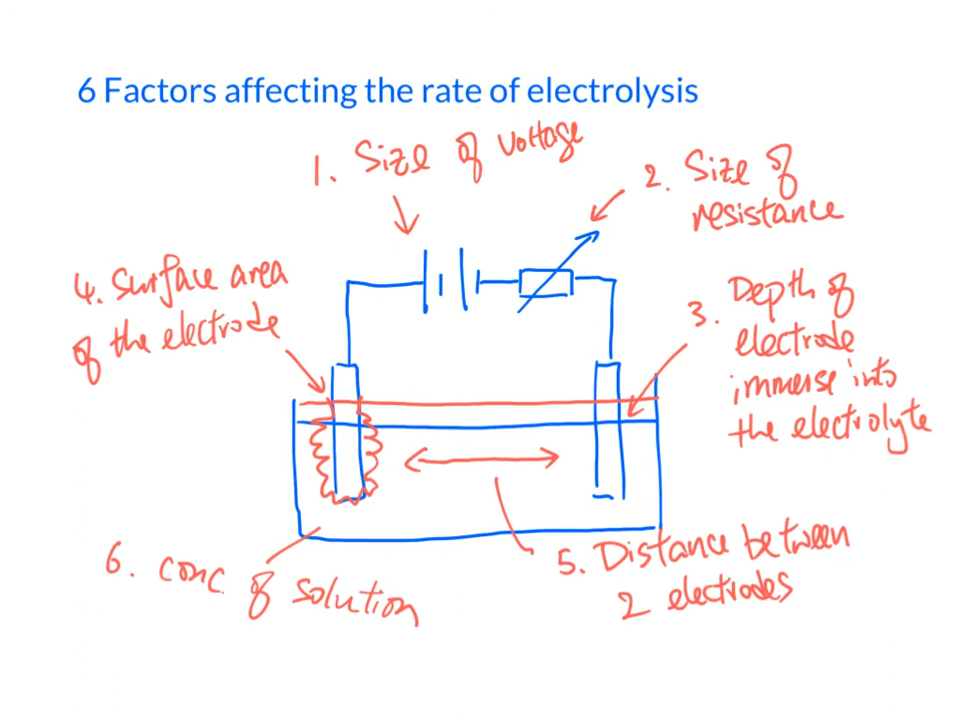 6 Factors affecting the rate of electrolysis
1. Size of voltage
2. Size of
resistance
3. Depth of
electrode
immerse into
the electrolyte
4. Surface area
of the electrode
5. Distance between
2 electrodes
6. Conc. of solution